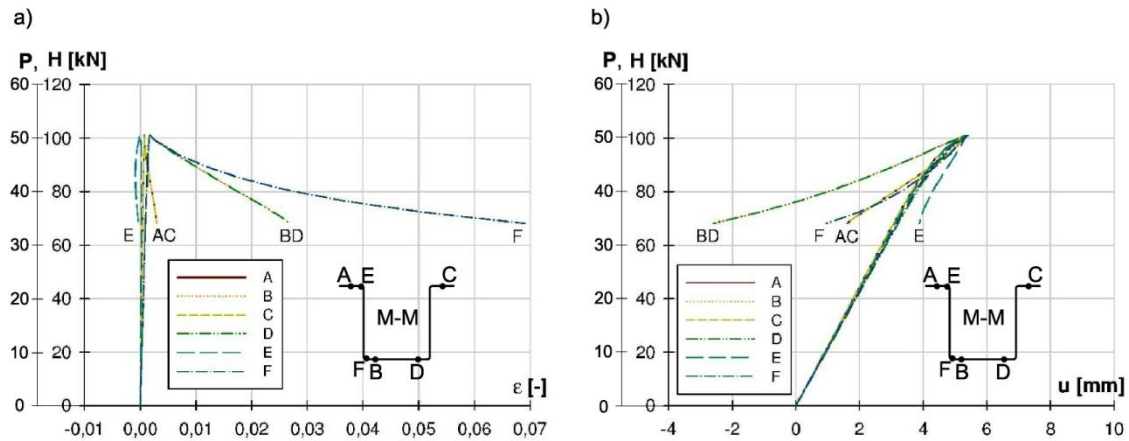 a)
P, H [kN]
60 120
50 100
40 80
30 60
20 40
10 20
0 0
-0,01 0,00 0,01 0,00 0,03 0,04 0,05 0,06 0,07
ε [-]
E AC BD F
A
B
C
D
E
F
A E C
M-M
F B D
b)
P, H [kN]
60 120
50 100
40 80
30 60
20 40
10 20
0 0
-4 -2 0 2 4 6 8 10
u [mm]
BD F AC E
A
B
C
D
E
F
A E C
M-M
F B D